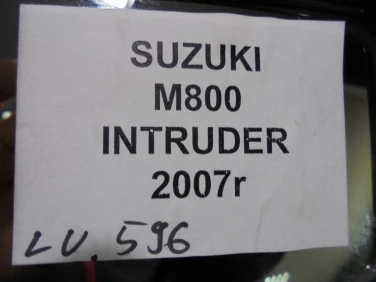 SUZUKI
M800
INTRUDER
2007r
LU. 596